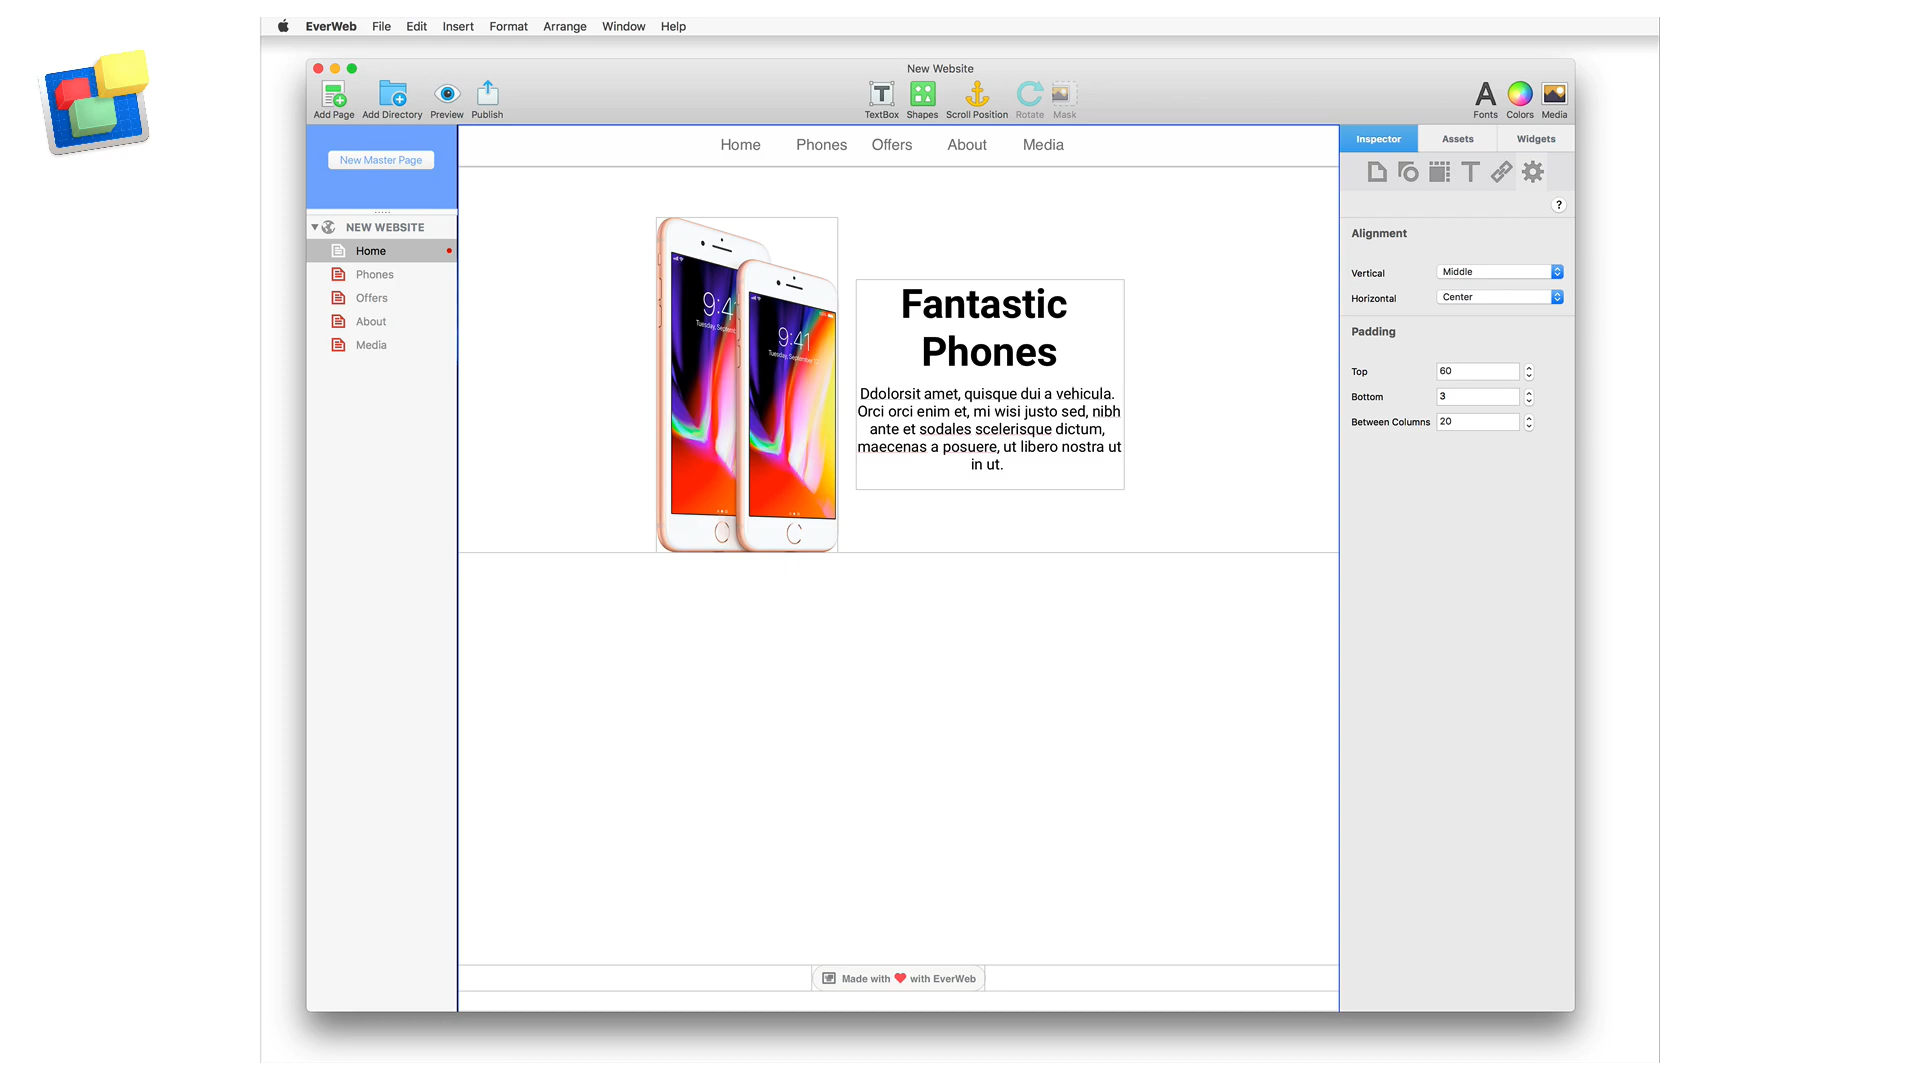 EverWeb File Edit Insert Format Arrange Window Help
New Website
Add Page Add Directory Preview Publish TextBox Shapes Scroll Position Rotate Mask Fonts Colors Media
New Master Page
Home Phones Offers About Media
Inspector Assets Widgets
T
?
NEW WEBSITE
Home
Phones
Offers
About
Media
9:4
Tuesday, Septem
9:41
Fantastic
Phones
Ddolorsit amet, quisque dui a vehicula.
Orci orci enim et, mi wisi justo sed, nibh
ante et sodales scelerisque dictum,
maecenas a posuere, ut libero nostra ut
in ut.
Alignment
Vertical Middle
Horizontal Center
Padding
Top 60
Bottom 3
Between Columns 20
Made with ❤ with EverWeb